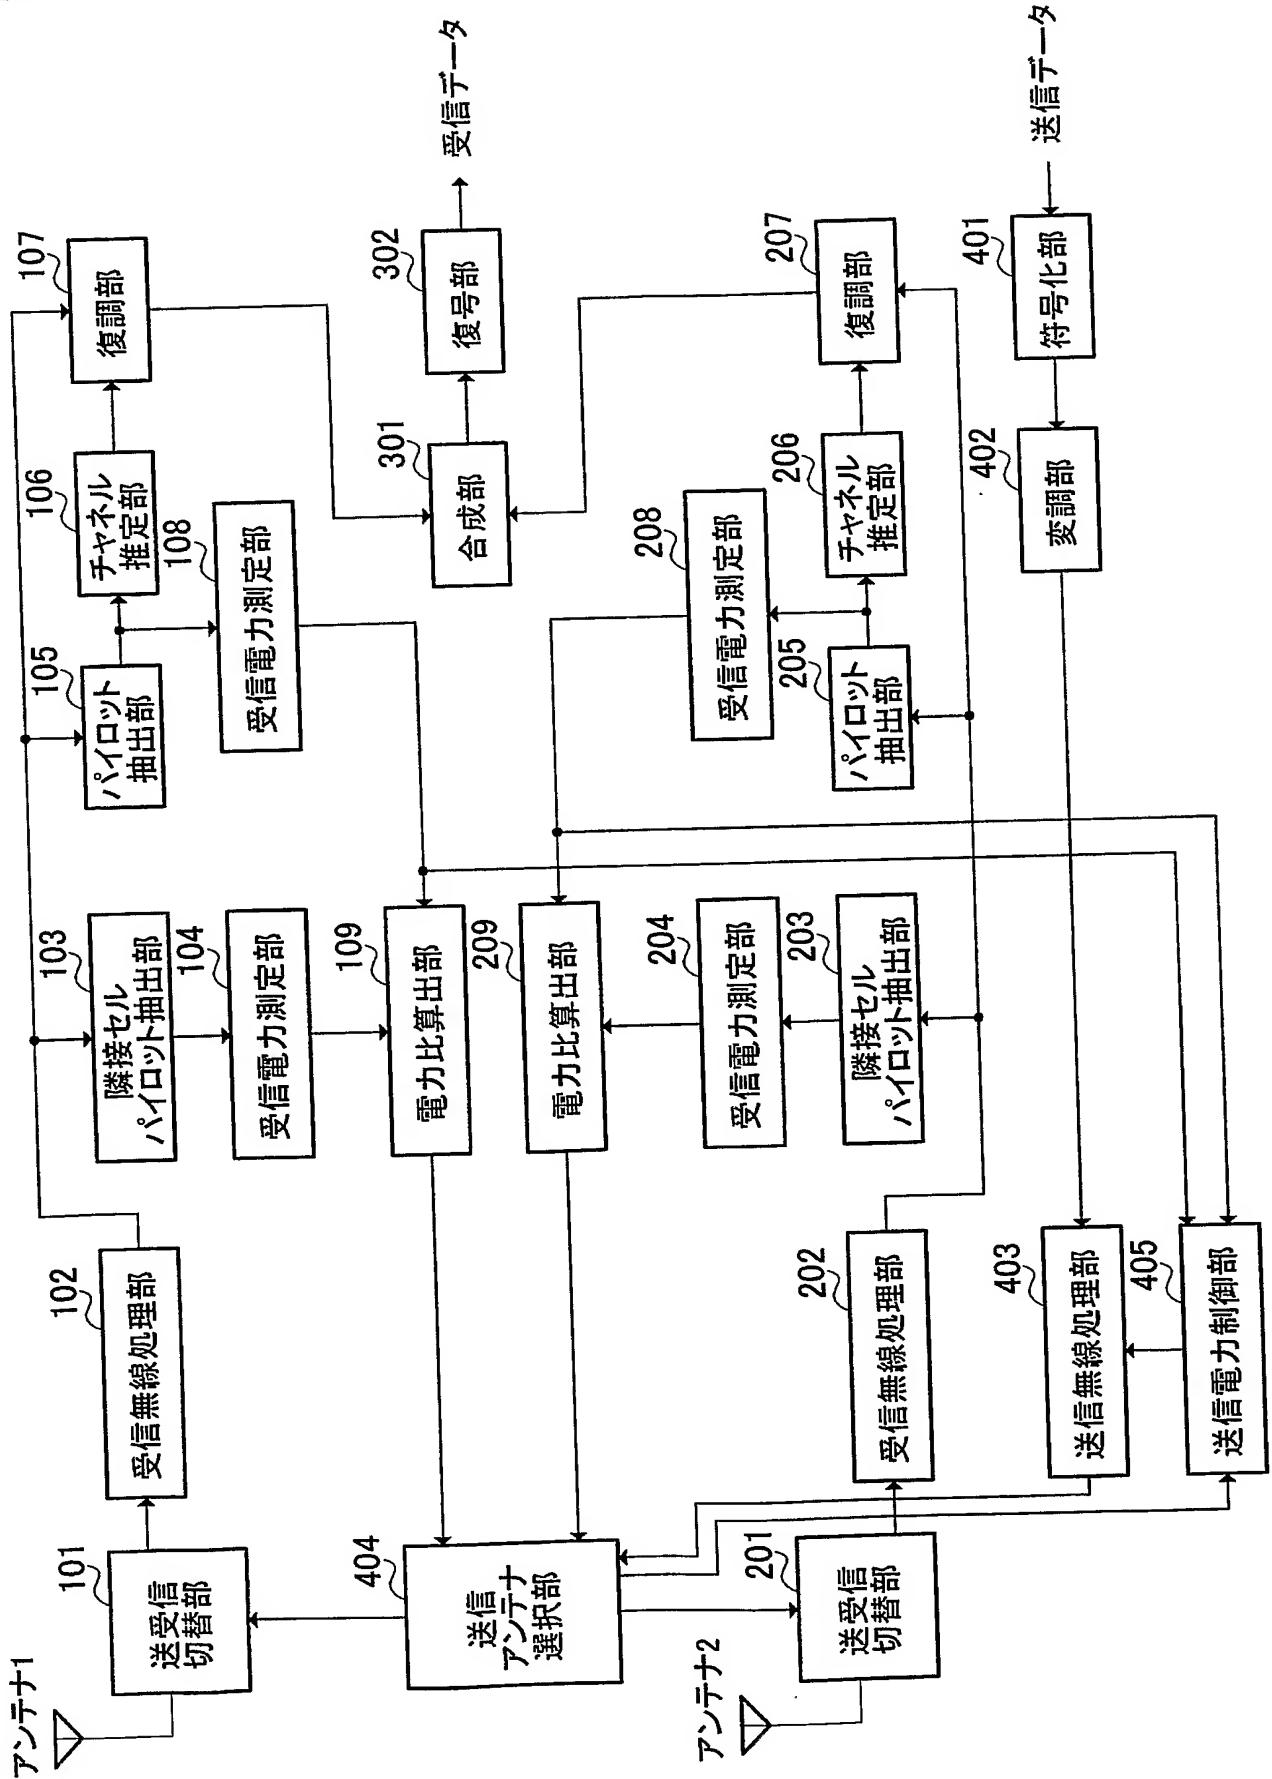 アンテナ1
101
送受信
切替部
102
受信無線処理部
103
隣接セル
パイロット抽出部
104
受信電力測定部
105
パイロット
抽出部
106
チャネル
推定部
107
復調部
108
受信電力測定部
109
電力比算出部
209
電力比算出部
301
合成部
302
復号部
受信データ
404
送信
アンテナ
選択部
アンテナ2
201
送受信
切替部
202
受信無線処理部
203
隣接セル
パイロット抽出部
204
受信電力測定部
205
パイロット
抽出部
206
チャネル
推定部
207
復調部
208
受信電力測定部
送信データ
401
符号化部
402
変調部
403
送信無線処理部
405
送信電力制御部